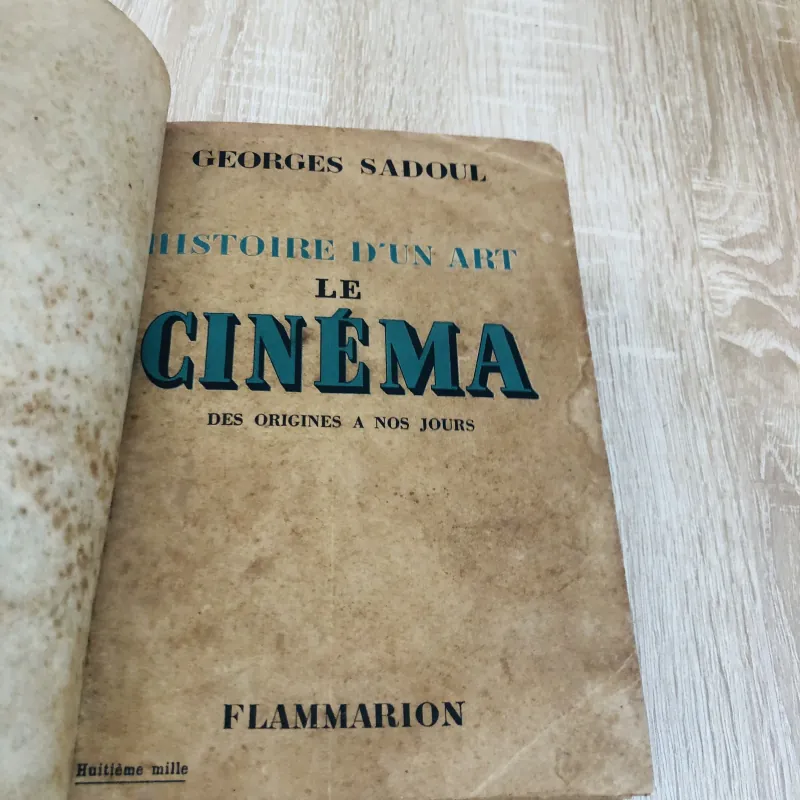 GEORGES SADOUL
HISTOIRE D'UN ART
LE
CINÉMA
DES ORIGINES A NOS JOURS
FLAMMARION
Huitième mille